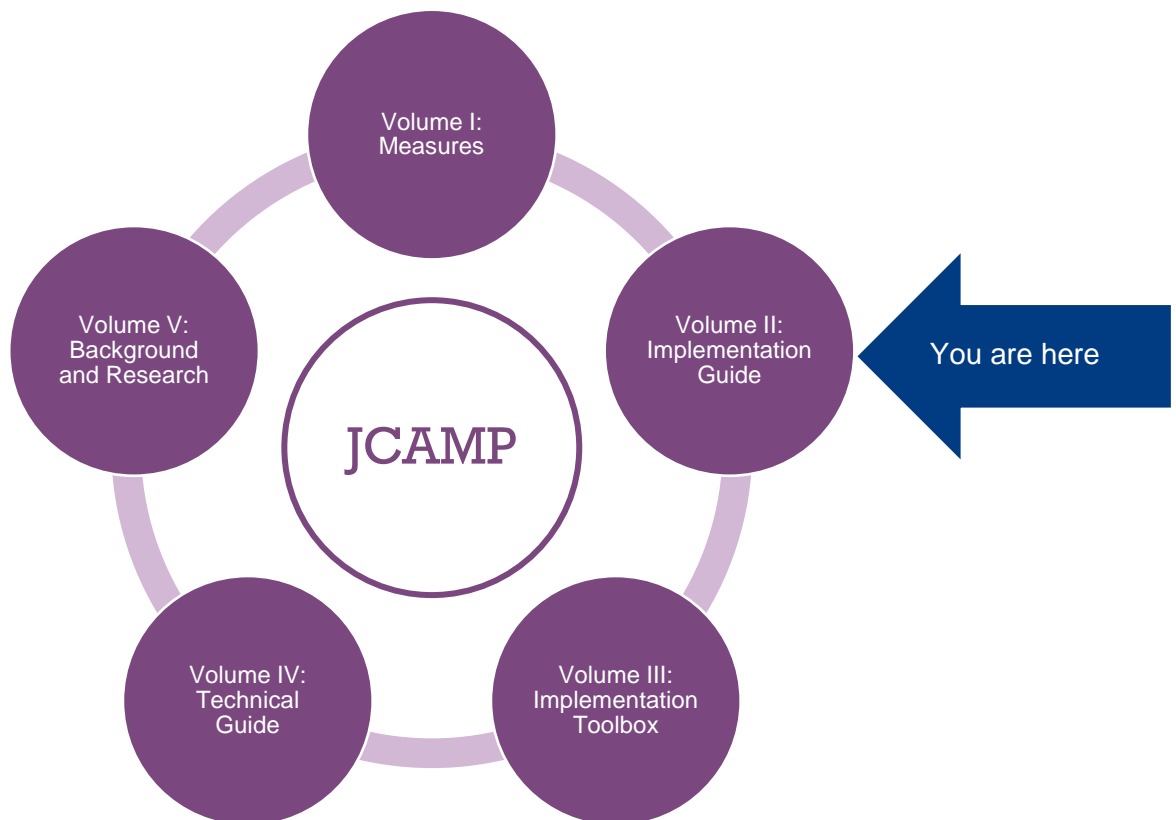 Volume I:
Measures
Volume II:
Implementation
Guide
You are here
Volume V:
Background
and Research
JCAMP
Volume IV:
Technical
Guide
Volume III:
Implementation
Toolbox